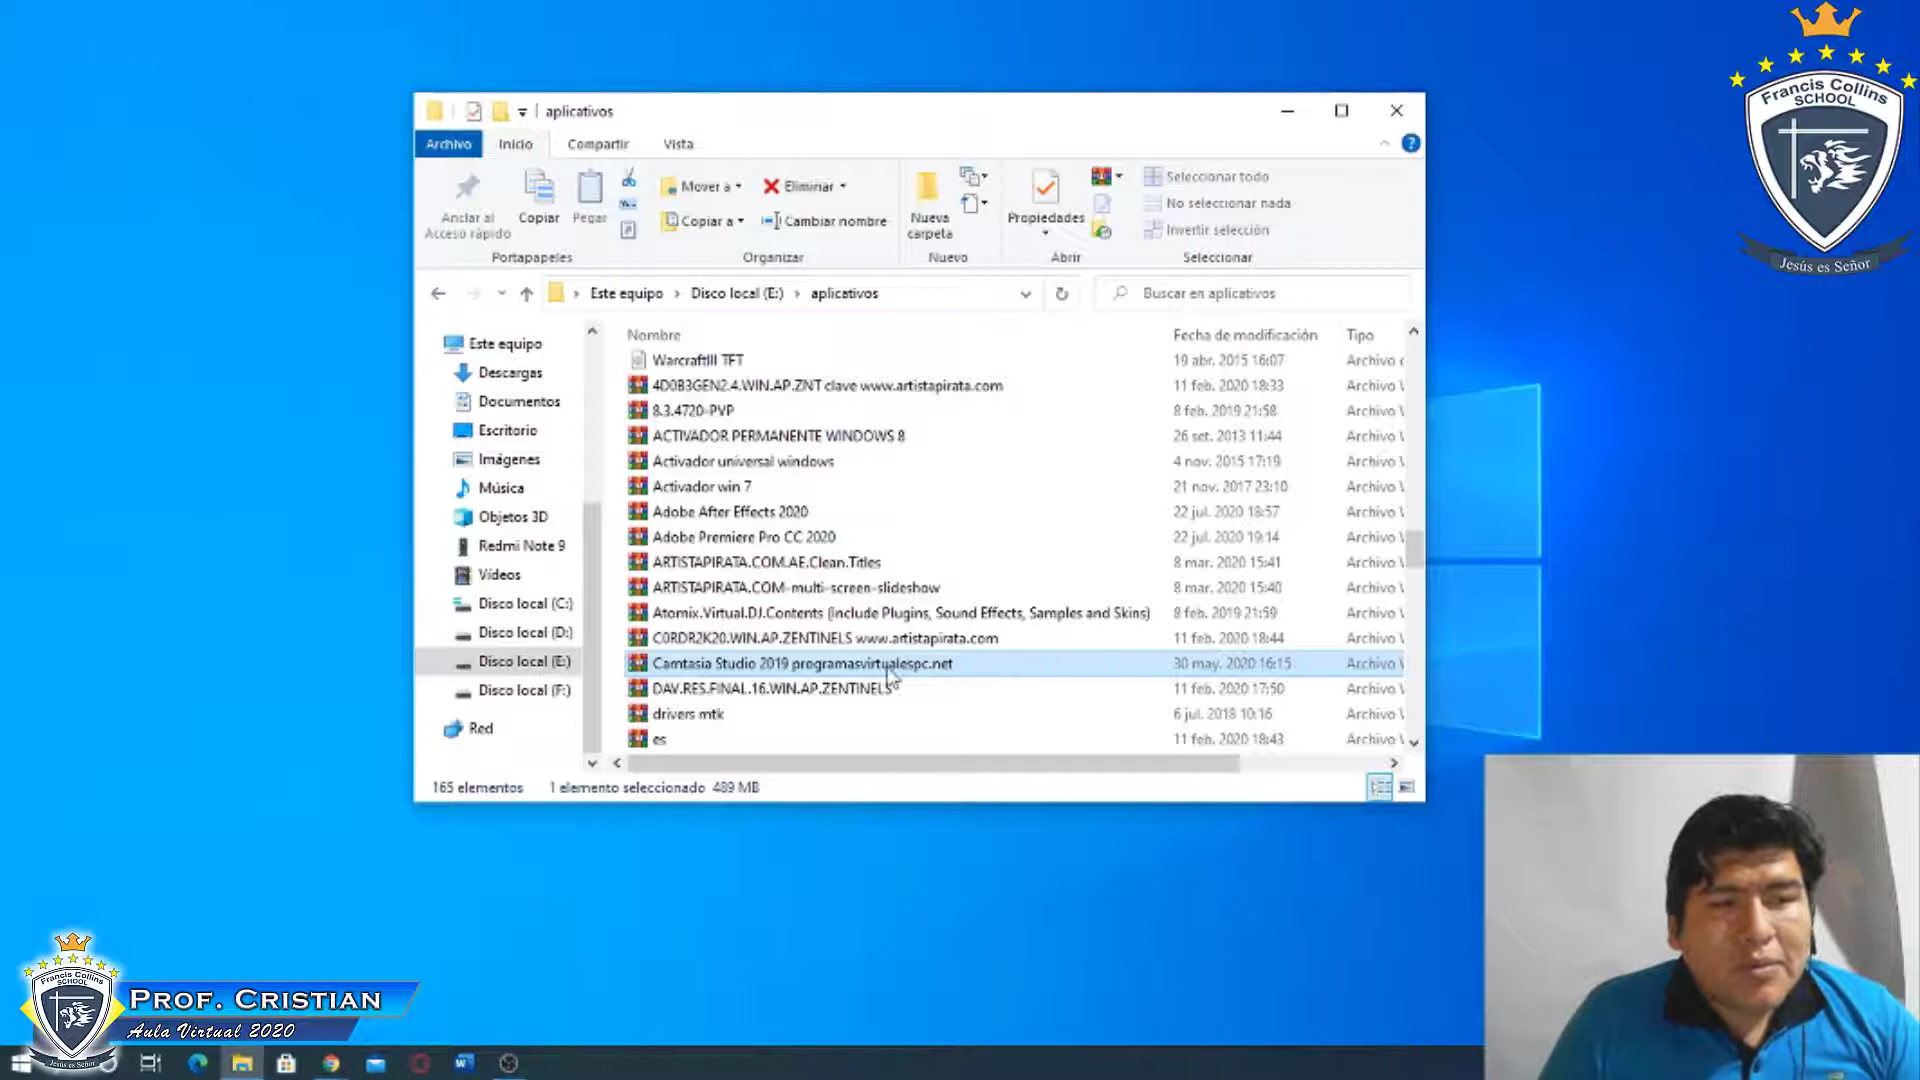 aplicativos
Archivo Inicio Compartir Vista
Anclar al Acceso rápido
Copiar
Pegar
Mover a
Copiar a
Eliminar
Cambiar nombre
Nueva carpeta
Propiedades
Seleccionar todo
No seleccionar nada
Invertir selección
Portapapeles Organizar Nuevo Abrir Seleccionar
Este equipo > Disco local (E:) > aplicativos
Buscar en aplicativos
Este equipo
Descargas
Documentos
Escritorio
Imágenes
Música
Objetos 3D
Redmi Note 9
Vídeos
Disco local (C:)
Disco local (D:)
Disco local (E:)
Disco local (F:)
Red
Nombre Fecha de modificación Tipo
WarcraftIII TFT 19 abr. 2015 16:07 Archivo
4D0B3GEN2.4.WIN.AP.ZNT clave www.artistapirata.com 11 feb. 2020 18:33 Archivo
8.3.4720-PVP 8 feb. 2019 21:58 Archivo
ACTIVADOR PERMANENTE WINDOWS 8 26 set. 2013 11:44 Archivo
Activador universal windows 4 nov. 2015 17:19 Archivo
Activador win 7 21 nov. 2017 23:10 Archivo
Adobe After Effects 2020 22 jul. 2020 18:57 Archivo
Adobe Premiere Pro CC 2020 22 jul. 2020 19:14 Archivo
ARTISTAPIRATA.COM.AE.Clean.Titles 8 mar. 2020 15:41 Archivo
ARTISTAPIRATA.COM-multi-screen-slideshow 8 mar. 2020 15:40 Archivo
Atomix.Virtual.DJ.Contents (Include Plugins, Sound Effects, Samples and Skins) 8 feb. 2019 21:59 Archivo
C0RDR2K20.WIN.AP.ZENTINELS www.artistapirata.com 11 feb. 2020 18:44 Archivo
Camtasia Studio 2019 programasvirtualespc.net 30 may. 2020 16:15 Archivo
DAV.RES.FINAL.16.WIN.AP.ZENTINELS 11 feb. 2020 17:50 Archivo
drivers mtk 6 jul. 2018 10:16 Archivo
es 11 feb. 2020 18:43 Archivo
165 elementos 1 elemento seleccionado 489 MB
Francis Collins
SCHOOL
Jesús es Señor
Francis Collins
SCHOOL
Jesús es Señor
PROF. CRISTIAN
Aula Virtual 2020